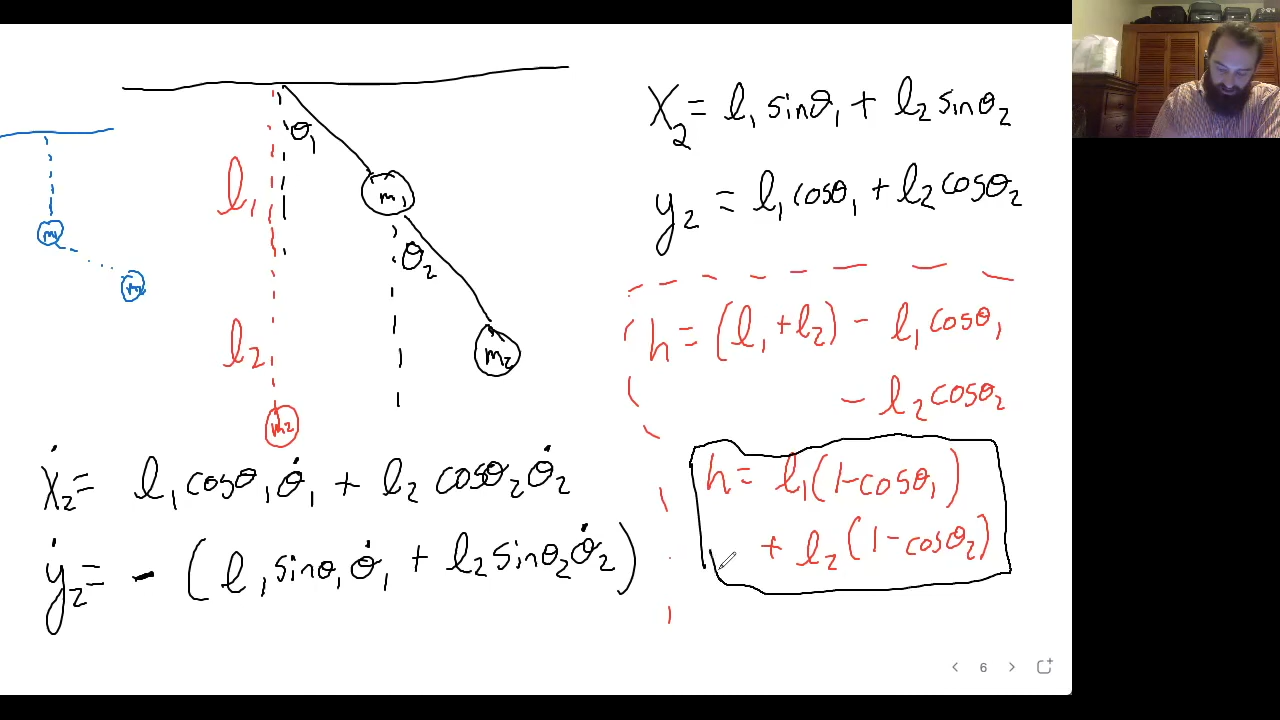 x₂ = l₁ sinθ₁ + l₂ sinθ₂
y₂ = l₁ cosθ₁ + l₂ cosθ₂
θ₁
l₁
m₁
m₁
θ₂
m₂
l₂
m₂
m₂
h = (l₁ + l₂) - l₁ cosθ₁
- l₂ cosθ₂
h = l₁(1-cosθ₁)
+ l₂(1-cosθ₂)
ẋ₂ = l₁ cosθ₁ θ̇₁ + l₂ cosθ₂ θ̇₂
ẏ₂ = - (l₁ sinθ₁ θ̇₁ + l₂ sinθ₂ θ̇₂)
6